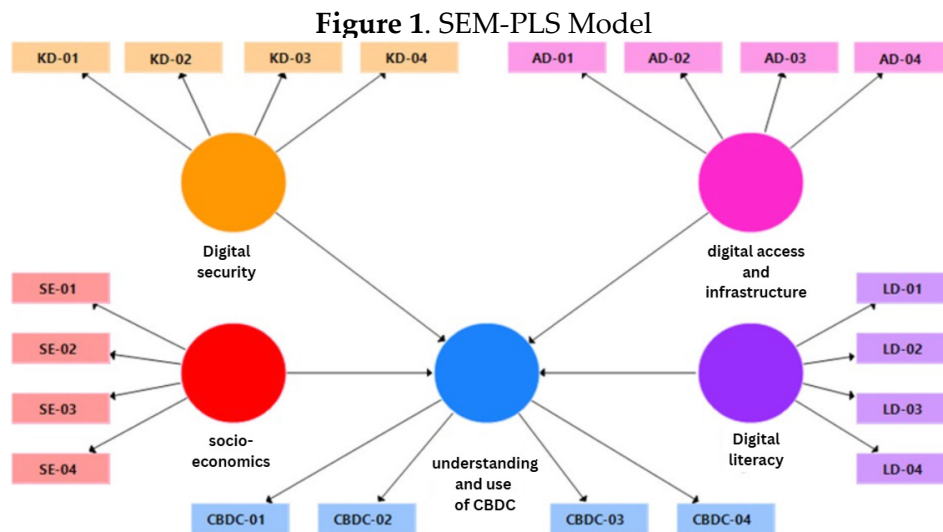 Figure 1. SEM-PLS Model
KD-01
KD-02
KD-03
KD-04
AD-01
AD-02
AD-03
AD-04
Digital
security
digital access
and
infrastructure
SE-01
SE-02
SE-03
SE-04
LD-01
LD-02
LD-03
LD-04
socio-
economics
understanding
and use
of CBDC
Digital
literacy
CBDC-01
CBDC-02
CBDC-03
CBDC-04